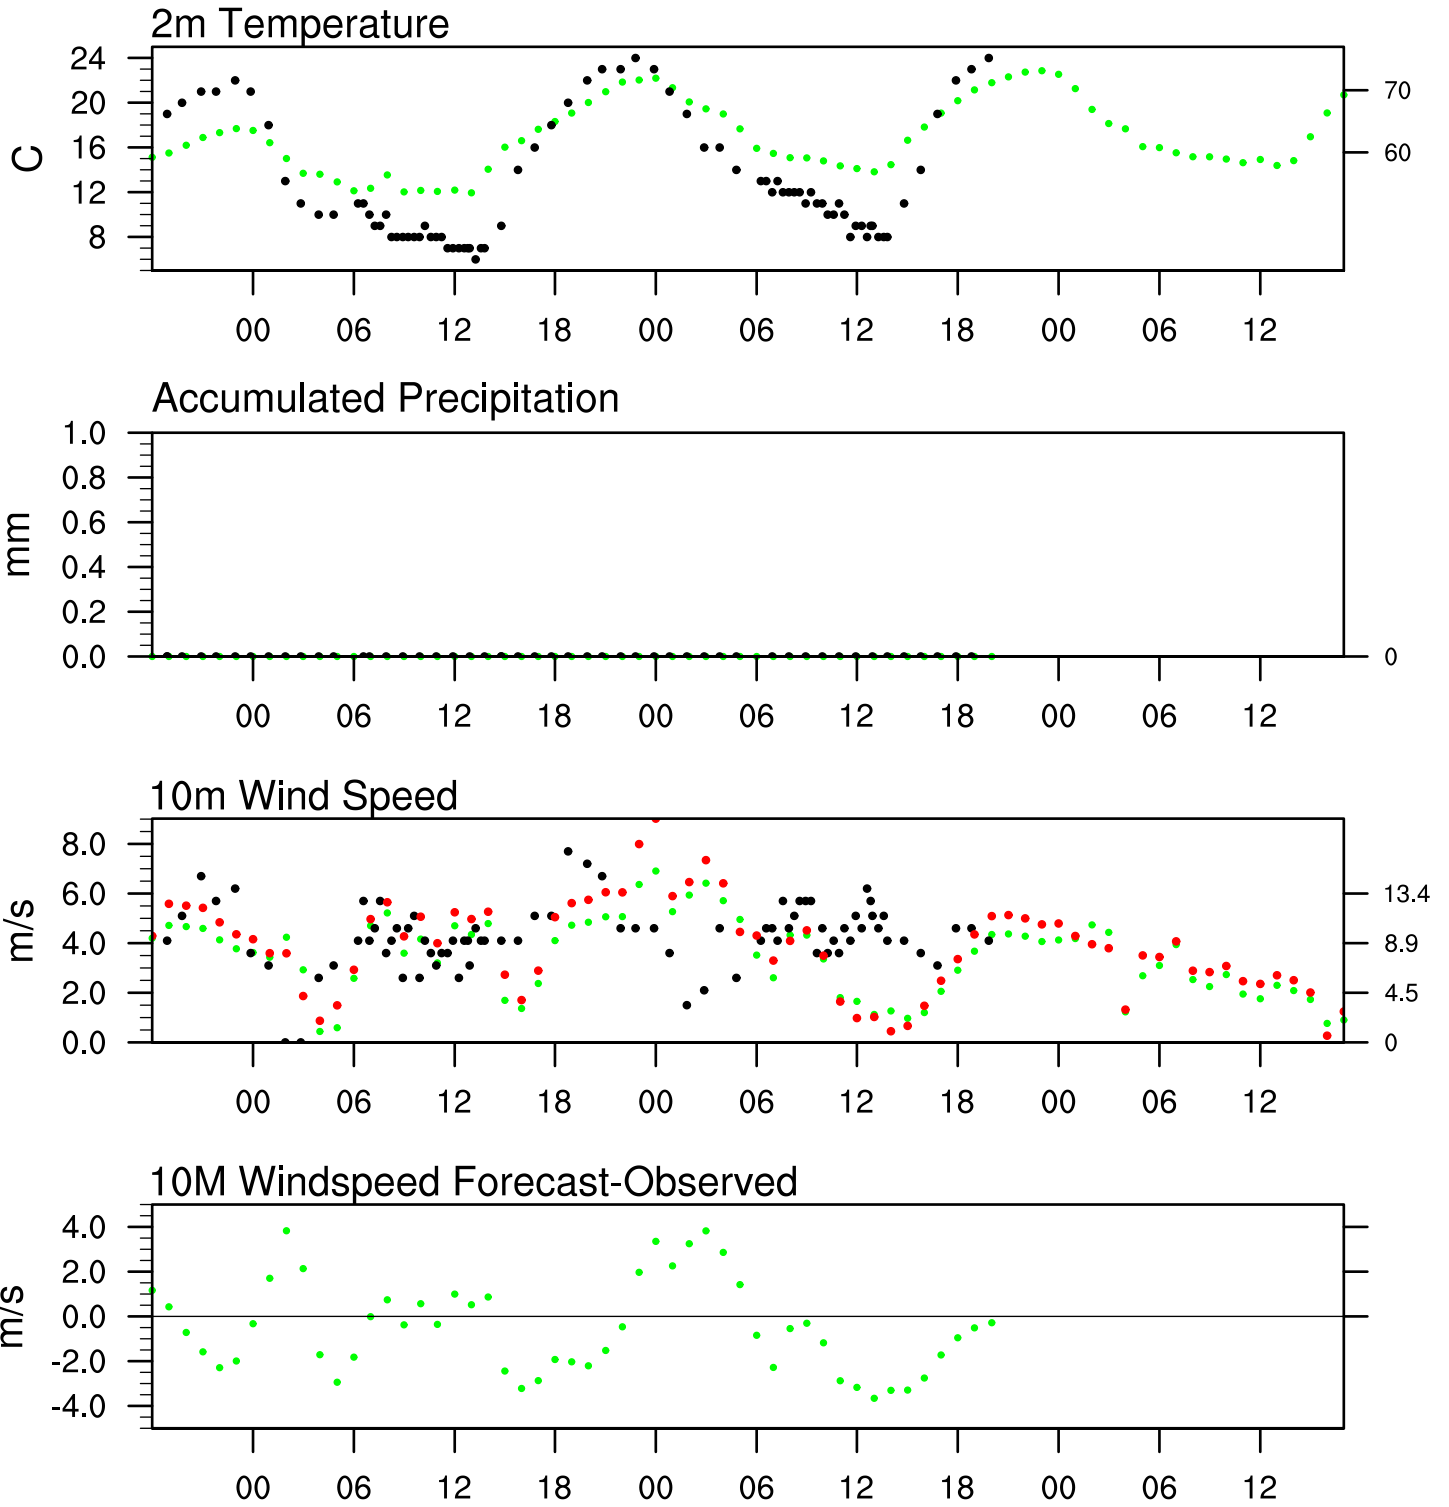 2m Temperature
24
20
16
12
8
C
70
60
00 06 12 18 00 06 12 18 00 06 12
Accumulated Precipitation
1.0
0.8
0.6
0.4
0.2
0.0
mm
0
00 06 12 18 00 06 12 18 00 06 12
10m Wind Speed
8.0
6.0
4.0
2.0
0.0
m/s
13.4
8.9
4.5
0
00 06 12 18 00 06 12 18 00 06 12
10M Windspeed Forecast-Observed
4.0
2.0
0.0
-2.0
-4.0
m/s
00 06 12 18 00 06 12 18 00 06 12